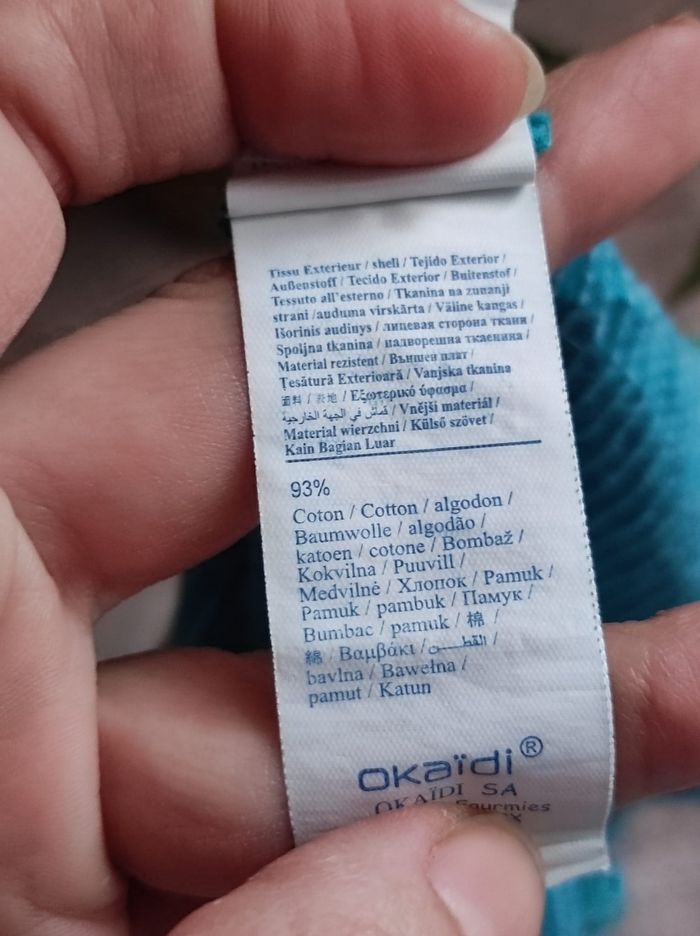 Tissu Exterieur / shell / Tejido Exterior /
Außenstoff / Tecido Exterior / Buitenstof /
Tessuto all'esterno / Tkanina na zunanji
strani /auduma virskārta / Väline kangas /
Išorinis audinys / лицевая сторона ткани /
Spoljna tkanina / надворешна ткаенина /
Material rezistent / Външен плат /
Țesătură Exterioară / Vanjska tkanina
面料 / 表地 / Εξωτερικό ύφασμα /
قماش في الجهة الخارجية / Vnější materiál /
Material wierzchni / Külső szövet /
Kain Bagian Luar
93%
Coton / Cotton / algodon /
Baumwolle / algodão /
katoen / cotone / Bombaž /
Kokvilna / Puuvill /
Medvilnė / Хлопок / Pamuk /
Pamuk / pambuk / Памук /
Bumbac / pamuk / 棉 /
綿 / Βαμβάκι / القطن /
bavlna / Bawełna /
pamut / Katun
okaïdi®
OKAÏDI SA